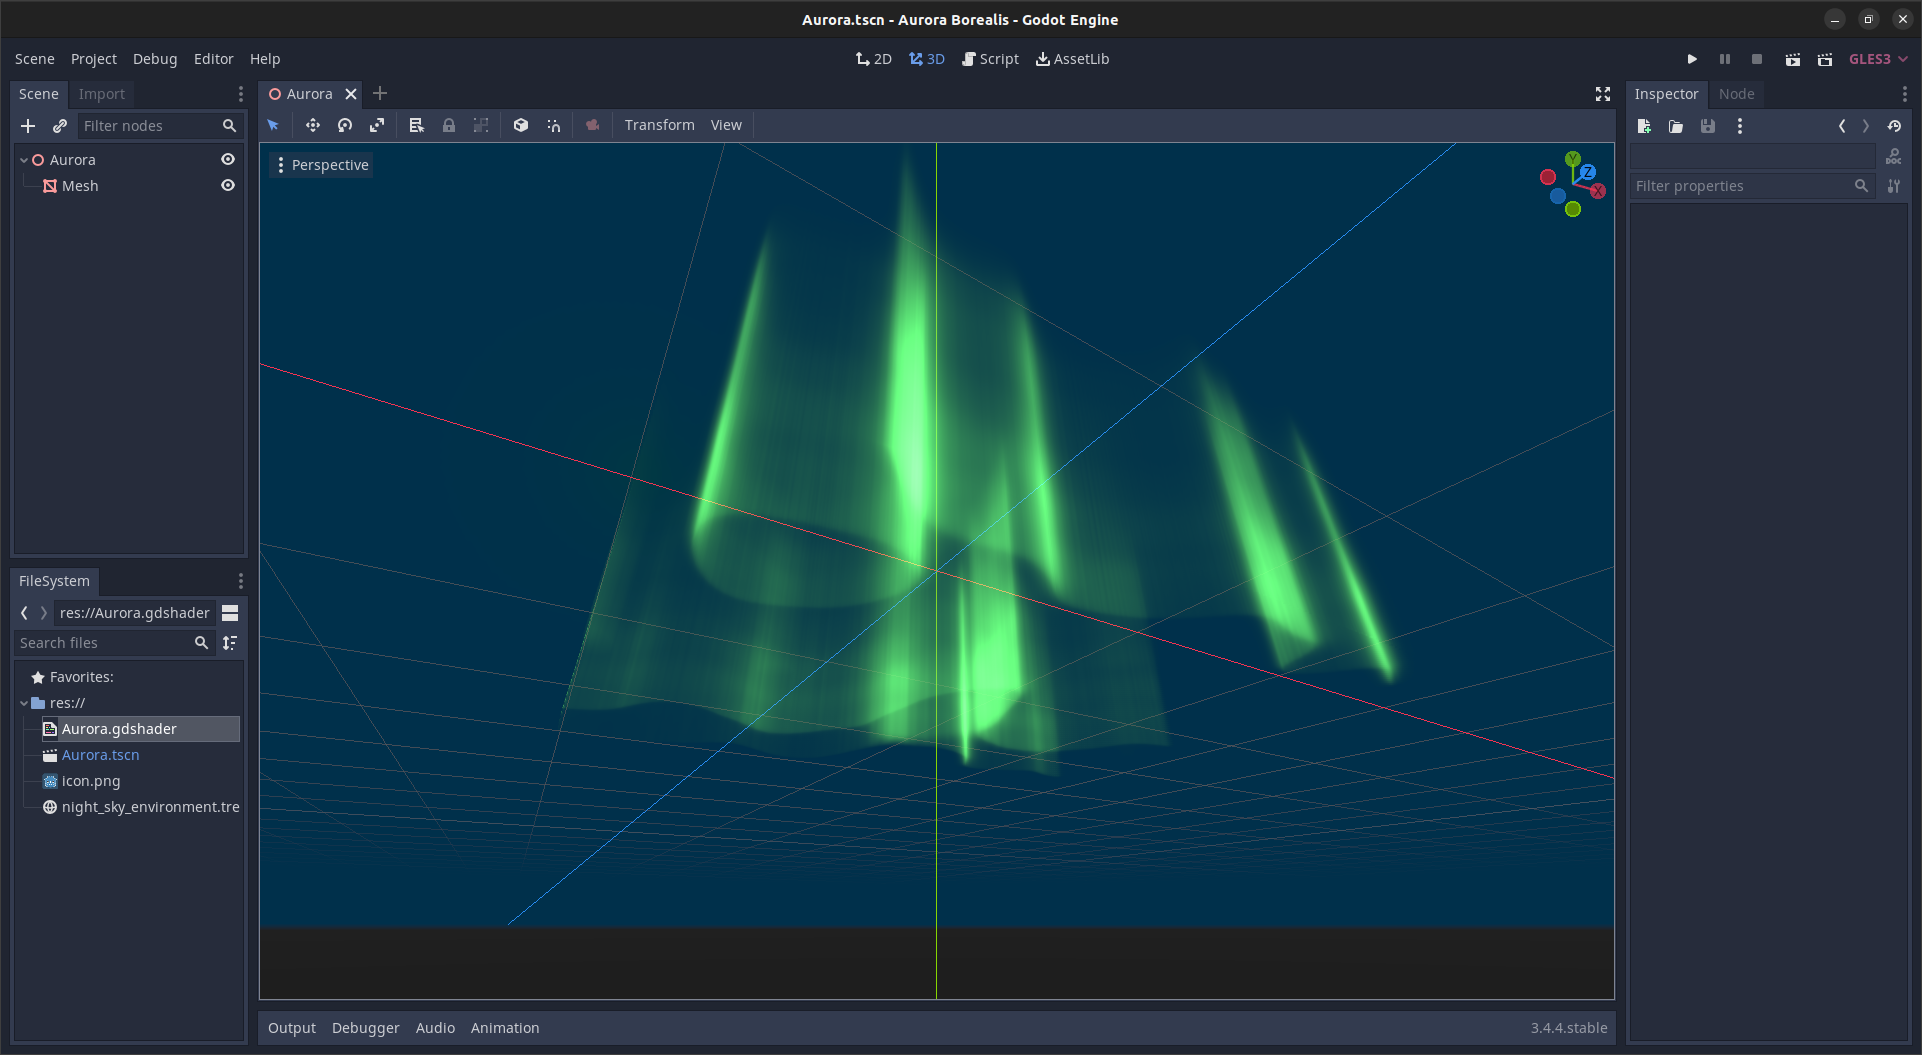 Aurora.tscn - Aurora Borealis - Godot Engine
Scene Project Debug Editor Help
2D 3D Script AssetLib
GLES3
Scene Import
Aurora
Inspector Node
Filter nodes
Transform View
Aurora
Mesh
Perspective
Y
Z
X
DOC
Filter properties
FileSystem
res://Aurora.gdshader
Search files
Favorites:
res://
Aurora.gdshader
Aurora.tscn
icon.png
night_sky_environment.tre
Output Debugger Audio Animation
3.4.4.stable